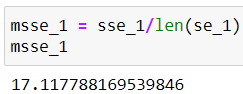 msse_1 = sse_1/len(se_1)
msse_1
17.117788169539846